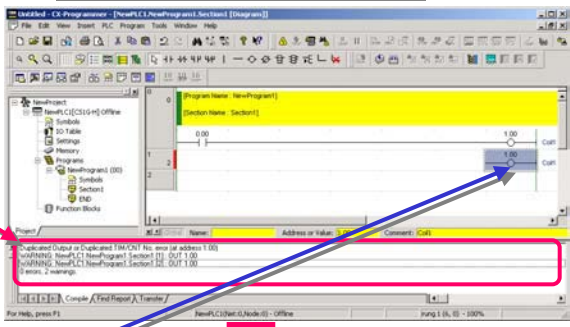 Untitled - CX-Programmer - [NewPLC1.NewProgram1.Section1 [Diagram]]
File Edit View Insert PLC Program Tools Window Help
NewProject
NewPLC1[CS1G-H] Offline
Symbols
IO Table
Settings
Memory
Programs
NewProgram1 (00)
Symbols
Section1
END
Function Blocks
Project
0
0
[Program Name : NewProgram1]
[Section Name : Section1]
0.00
1.00
Coil1
1
2
1.00
Coil1
2
Name:
Address or Value:
Comment: Coil1
Duplicated Output or Duplicated TIM/CNT No. error (at address 1.00)
[WARNING: NewPLC1.NewProgram1.Section1 [1] : OUT 1.00
[WARNING: NewPLC1.NewProgram1.Section1 [2] : OUT 1.00
0 errors, 2 warnings.
Compile Find Report Transfer
For Help, press F1
NewPLC1(Net:0,Node:0) - Offline
rung 1 (6, 0) - 100%